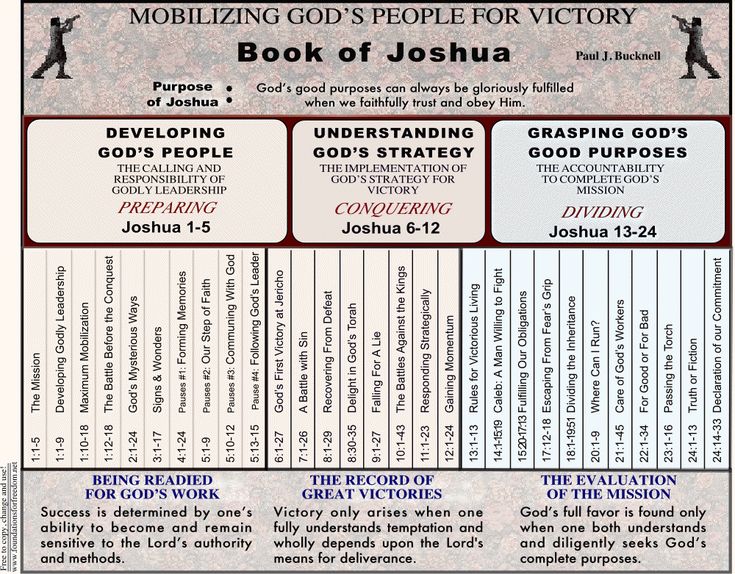 MOBILIZING GOD'S PEOPLE FOR VICTORY
Book of Joshua
Paul J. Bucknell
Purpose
of Joshua :
God's good purposes can always be gloriously fulfilled
when we faithfully trust and obey Him.
DEVELOPING
GOD'S PEOPLE
THE CALLING AND
RESPONSIBILITY OF
GODLY LEADERSHIP
PREPARING
Joshua 1-5
UNDERSTANDING
GOD'S STRATEGY
THE IMPLEMENTATION OF
GOD'S STRATEGY FOR
VICTORY
CONQUERING
Joshua 6-12
GRASPING GOD'S
GOOD PURPOSES
THE ACCOUNTABILITY
TO COMPLETE GOD'S
MISSION
DIVIDING
Joshua 13-24
1:1-5 The Mission
1:1-9 Developing Godly Leadership
1:10-18 Maximum Mobilization
1:12-18 The Battle Before the Conquest
2:1-24 God's Mysterious Ways
3:1-17 Signs & Wonders
4:1-24 Pauses #1: Forming Memories
5:1-9 Pauses #2: Our Step of Faith
5:10-12 Pauses #3: Communing With God
5:13-15 Pause #4: Following God's Leader
6:1-27 God's First Victory at Jericho
7:1-26 A Battle with Sin
8:1-29 Recovering From Defeat
8:30-35 Delight in God's Torah
9:1-27 Falling For A Lie
10:1-43 The Battles Against the Kings
11:1-23 Responding Strategically
12:1-24 Gaining Momentum
13:1-13 Rules for Victorious Living
14:1-15:19 Caleb: A Man Willing to Fight
15:20-17:13 Fulfilling Our Obligations
17:12-18 Escaping From Fear's Grip
18:1-19:51 Dividing the Inheritance
20:1-9 Where Can I Run?
21:1-45 Care of God's Workers
22:1-34 For Good or For Bad
23:1-16 Passing the Torch
24:1-13 Truth or Fiction
24:14-33 Declaration of our Commitment
BEING READIED
FOR GOD'S WORK
Success is determined by one's
ability to become and remain
sensitive to the Lord's authority
and methods.
THE RECORD OF
GREAT VICTORIES
Victory only arises when one
fully understands temptation and
wholly depends upon the Lord's
means for deliverance.
THE EVALUATION
OF THE MISSION
God's full favor is found only
when one both understands
and diligently seeks God's
complete purposes.
Free to copy, change and use!
www.foundationsforfreedom.net